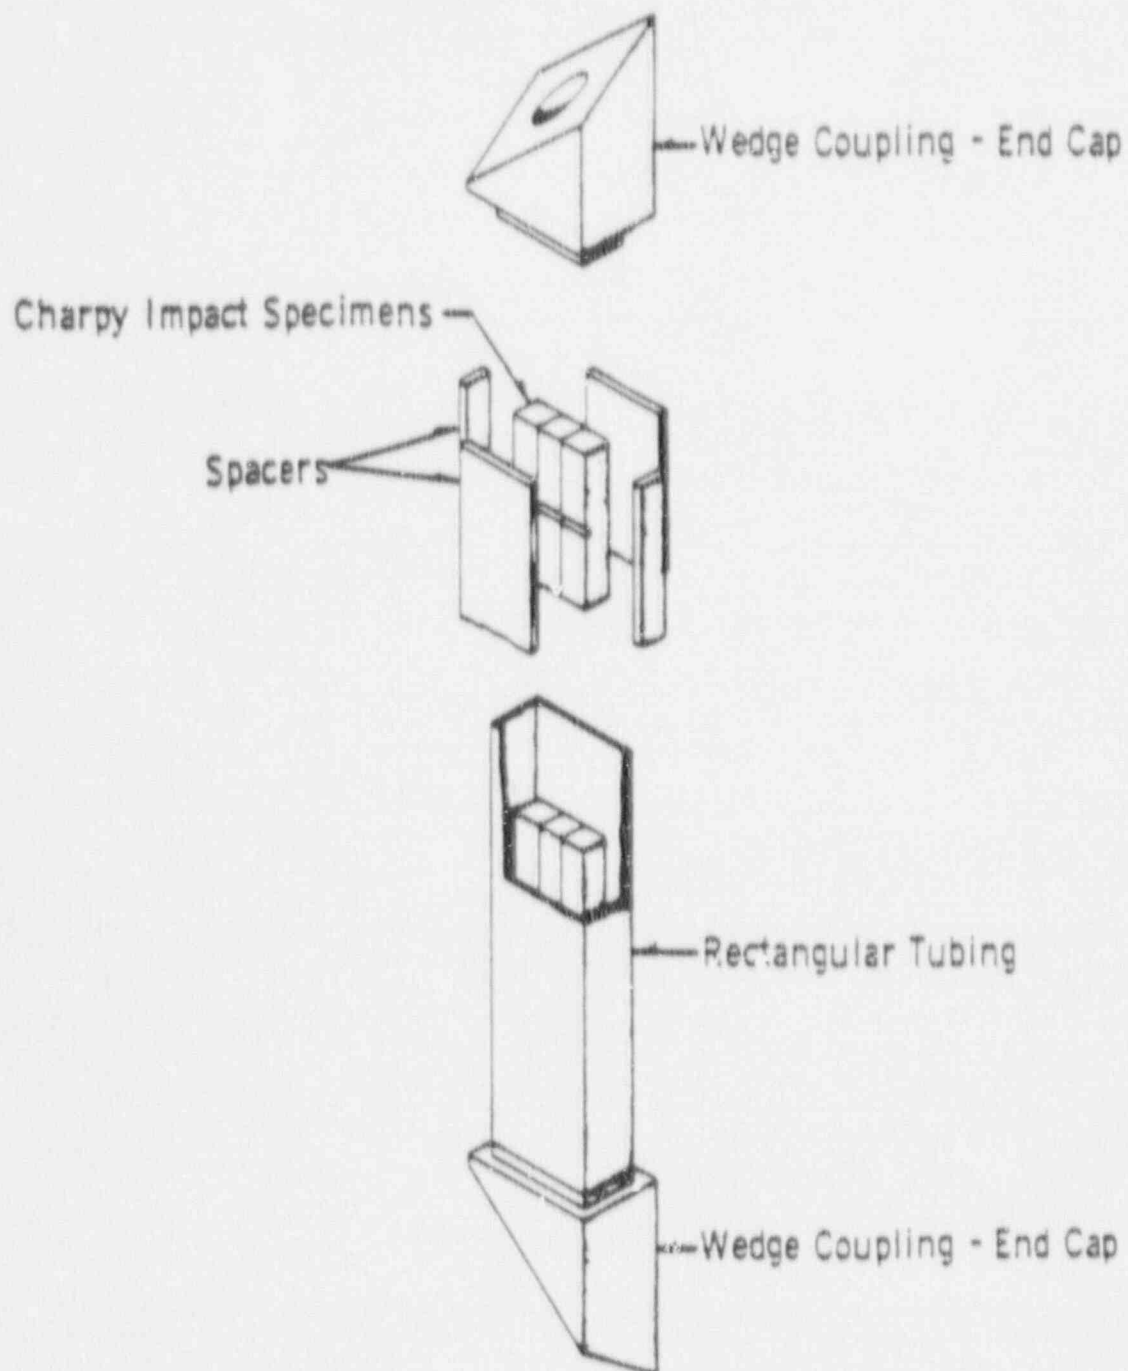 Wedge Coupling - End Cap
Charpy Impact Specimens
Spacers
Rectangular Tubing
Wedge Coupling - End Cap